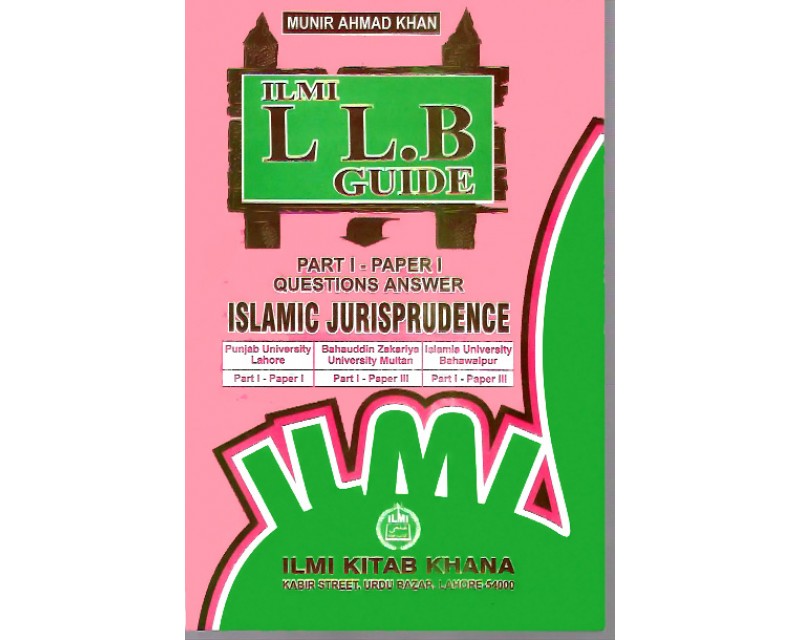 MUNIR AHMAD KHAN
ILMI
L L.B
GUIDE
PART I - PAPER I
QUESTIONS ANSWER
ISLAMIC JURISPRUDENCE
Punjab University Lahore
Bahauddin Zakariya University Multan
Islamia University Bahawalpur
Part I - Paper I
Part I - Paper III
Part I - Paper III
ILMI
ILMI
ILMI KITAB KHANA
KABIR STREET, URDU BAZAR, LAHORE-54000